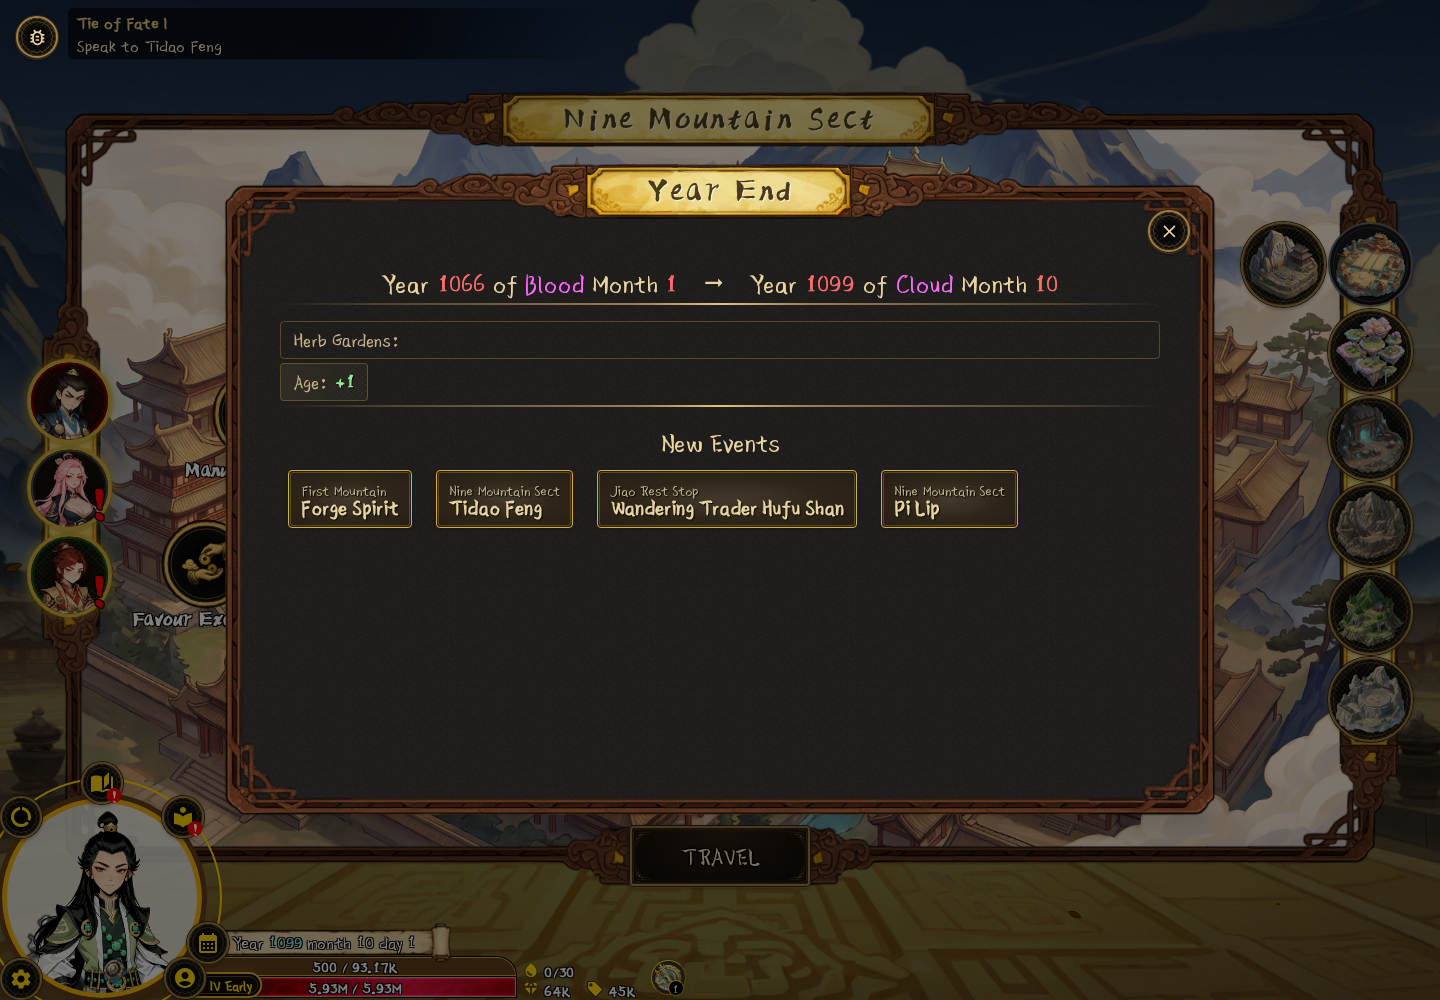 Tie of Fate I
Speak to Tidao Feng
Nine Mountain Sect
Year End
Year 1066 of Blood Month 1 → Year 1099 of Cloud Month 10
Herb Gardens:
Age: +1
New Events
First Mountain
Forge Spirit
Nine Mountain Sect
Tidao Feng
Jiao Rest Stop
Wandering Trader Hufu Shan
Nine Mountain Sect
Pi Lip
Favour
TRAVEL
Year 1099 month 10 day 1
500 / 93.17K
5.93M / 5.93M
IV Early
0/30
64K
45K
1